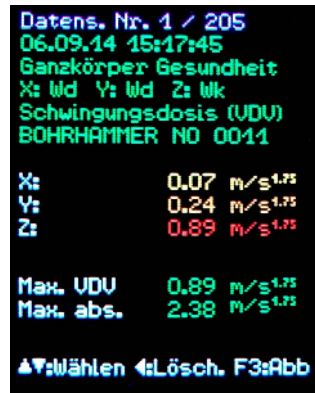 Datens. Nr. 1 / 205
06.09.14 15:17:45
Ganzkörper Gesundheit
X: Wd Y: Wd Z: Wk
Schwingungsdosis (VDV)
BOHRHAMMER NO 0011
X: 0.07 m/s¹·⁷⁵
Y: 0.24 m/s¹·⁷⁵
Z: 0.89 m/s¹·⁷⁵
Max. VDV 0.89 m/s¹·⁷⁵
Max. abs. 2.38 m/s¹·⁷⁵
▲▼:Wählen ◀:Lösch. F3:Abb